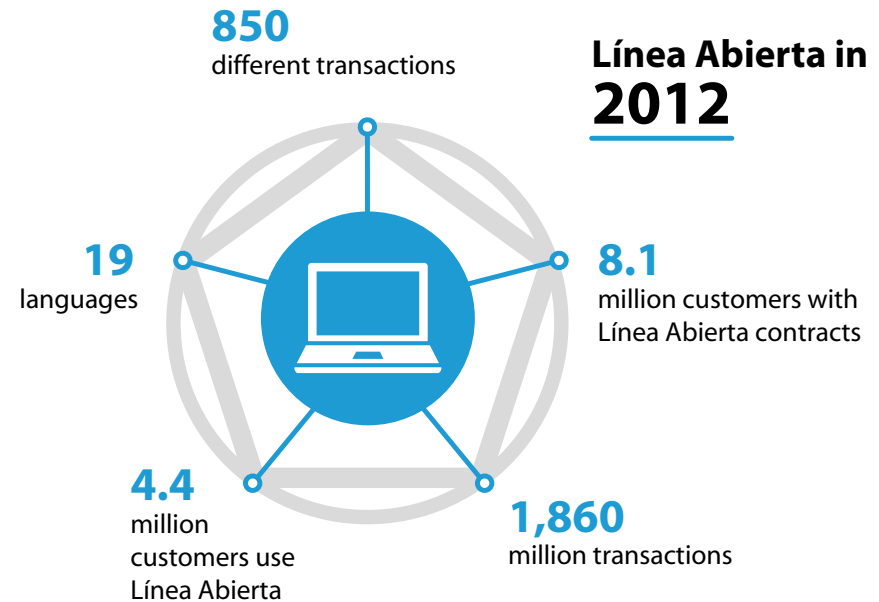 850
different transactions
Línea Abierta in
2012
19
languages
8.1
million customers with
Línea Abierta contracts
4.4
million
customers use
Línea Abierta
1,860
million transactions